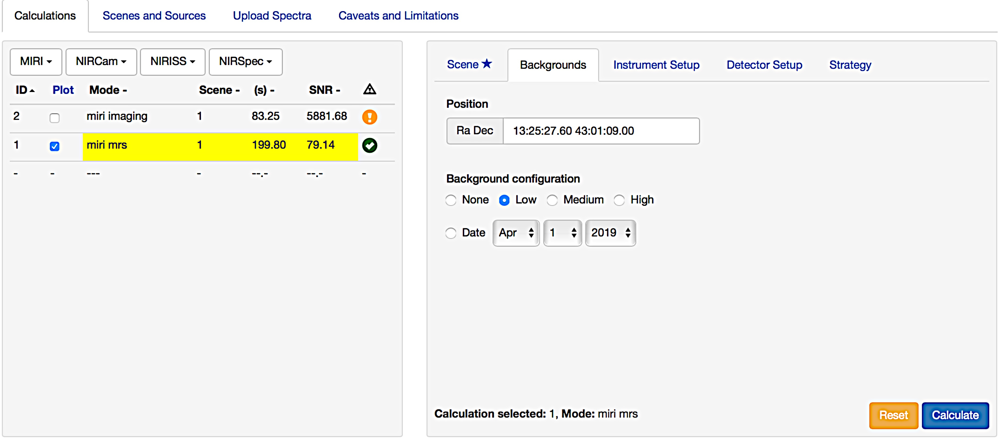 Calculations Scenes and Sources Upload Spectra Caveats and Limitations
MIRI NIRCam NIRISS NIRSpec
ID Plot Mode - Scene - (s) - SNR -
2 miri imaging 1 83.25 5881.68
1 miri mrs 1 199.80 79.14
- - --- - --.- --.- -
Scene Backgrounds Instrument Setup Detector Setup Strategy
Position
Ra Dec 13:25:27.60 43:01:09.00
Background configuration
None Low Medium High
Date Apr 1 2019
Calculation selected: 1, Mode: miri mrs
Reset Calculate